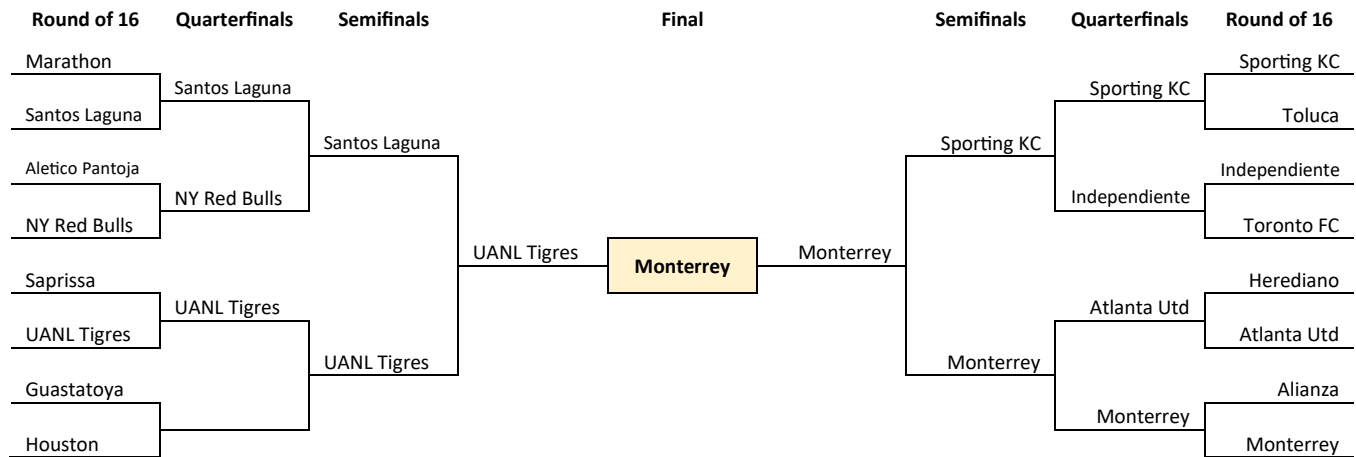 Round of 16 Quarterfinals Semifinals Final Semifinals Quarterfinals Round of 16
Marathon
Santos Laguna
Aletico Pantoja
NY Red Bulls
Saprissa
UANL Tigres
Guastatoya
Houston
Santos Laguna
NY Red Bulls
UANL Tigres
Santos Laguna
UANL Tigres
UANL Tigres
Monterrey
Monterrey
Sporting KC
Monterrey
Sporting KC
Independiente
Atlanta Utd
Monterrey
Sporting KC
Toluca
Independiente
Toronto FC
Herediano
Atlanta Utd
Alianza
Monterrey